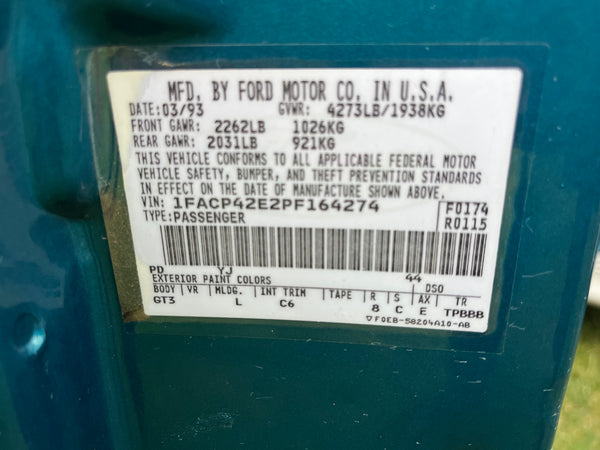 MFD. BY FORD MOTOR CO. IN U.S.A.
DATE: 03/93 GVWR: 4273LB/1938KG
FRONT GAWR: 2262LB 1026KG
REAR GAWR: 2031LB 921KG
THIS VEHICLE CONFORMS TO ALL APPLICABLE FEDERAL MOTOR
VEHICLE SAFETY, BUMPER, AND THEFT PREVENTION STANDARDS
IN EFFECT ON THE DATE OF MANUFACTURE SHOWN ABOVE.
VIN: 1FACP42E2PF164274 F0174
TYPE: PASSENGER R0115
PD YJ 44
EXTERIOR PAINT COLORS DSO
BODY VR MLDG. INT TRIM TAPE R S AX TR
GT3 L C6 8 C E TPBBB
▽F0EB-58204A10-AB